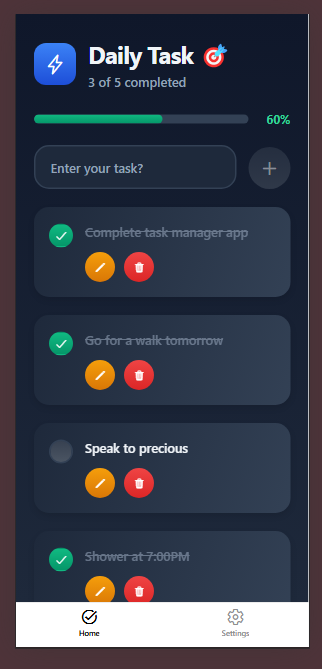 Daily Task 🎯
3 of 5 completed
60%
Enter your task?
Complete task manager app
Go for a walk tomorrow
Speak to precious
Shower at 7:00PM
Home
Settings